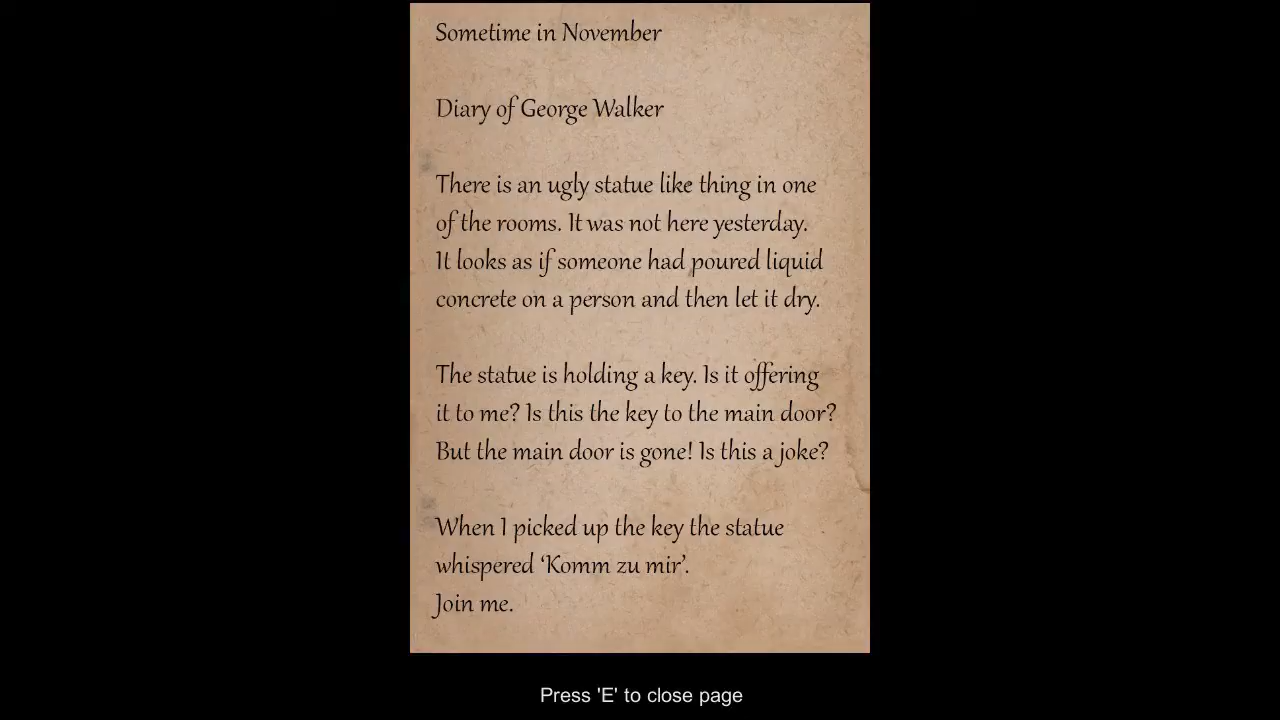 Sometime in November
Diary of George Walker
There is an ugly statue like thing in one
of the rooms. It was not here yesterday.
It looks as if someone had poured liquid
concrete on a person and then let it dry.
The statue is holding a key. Is it offering
it to me? Is this the key to the main door?
But the main door is gone! Is this a joke?
When I picked up the key the statue
whispered ‘Komm zu mir’.
Join me.
Press 'E' to close page